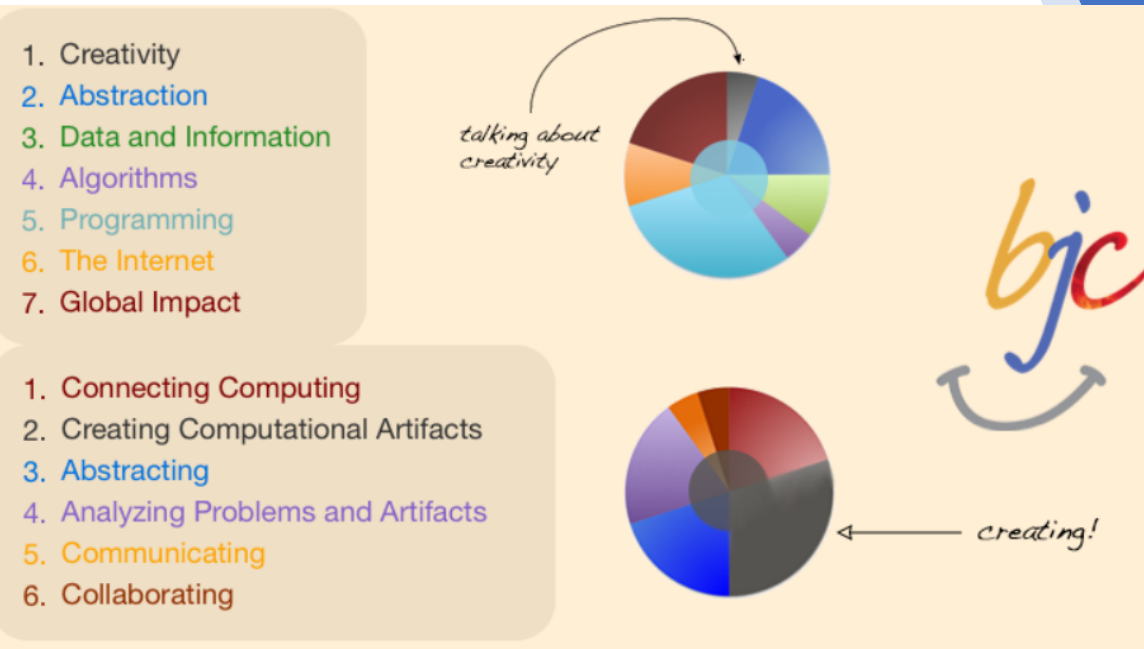 1. Creativity
2. Abstraction
3. Data and Information
4. Algorithms
5. Programming
6. The Internet
7. Global Impact
talking about
creativity
bjc
1. Connecting Computing
2. Creating Computational Artifacts
3. Abstracting
4. Analyzing Problems and Artifacts
5. Communicating
6. Collaborating
creating!